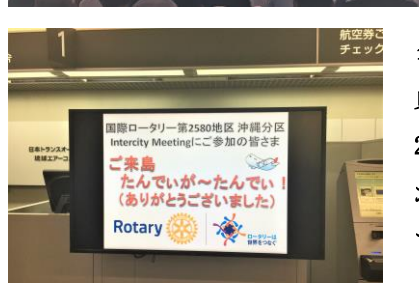 1
航空券ご
チェック
日本トランスオー
琉球エアーコ
国際ロータリー第2580地区 沖縄分区
Intercity Meetingにご参加の皆さま
ご来島
たんでぃが～たんでぃ！
（ありがとうございました）
Rotary
ロータリーは
世界をつなぐ